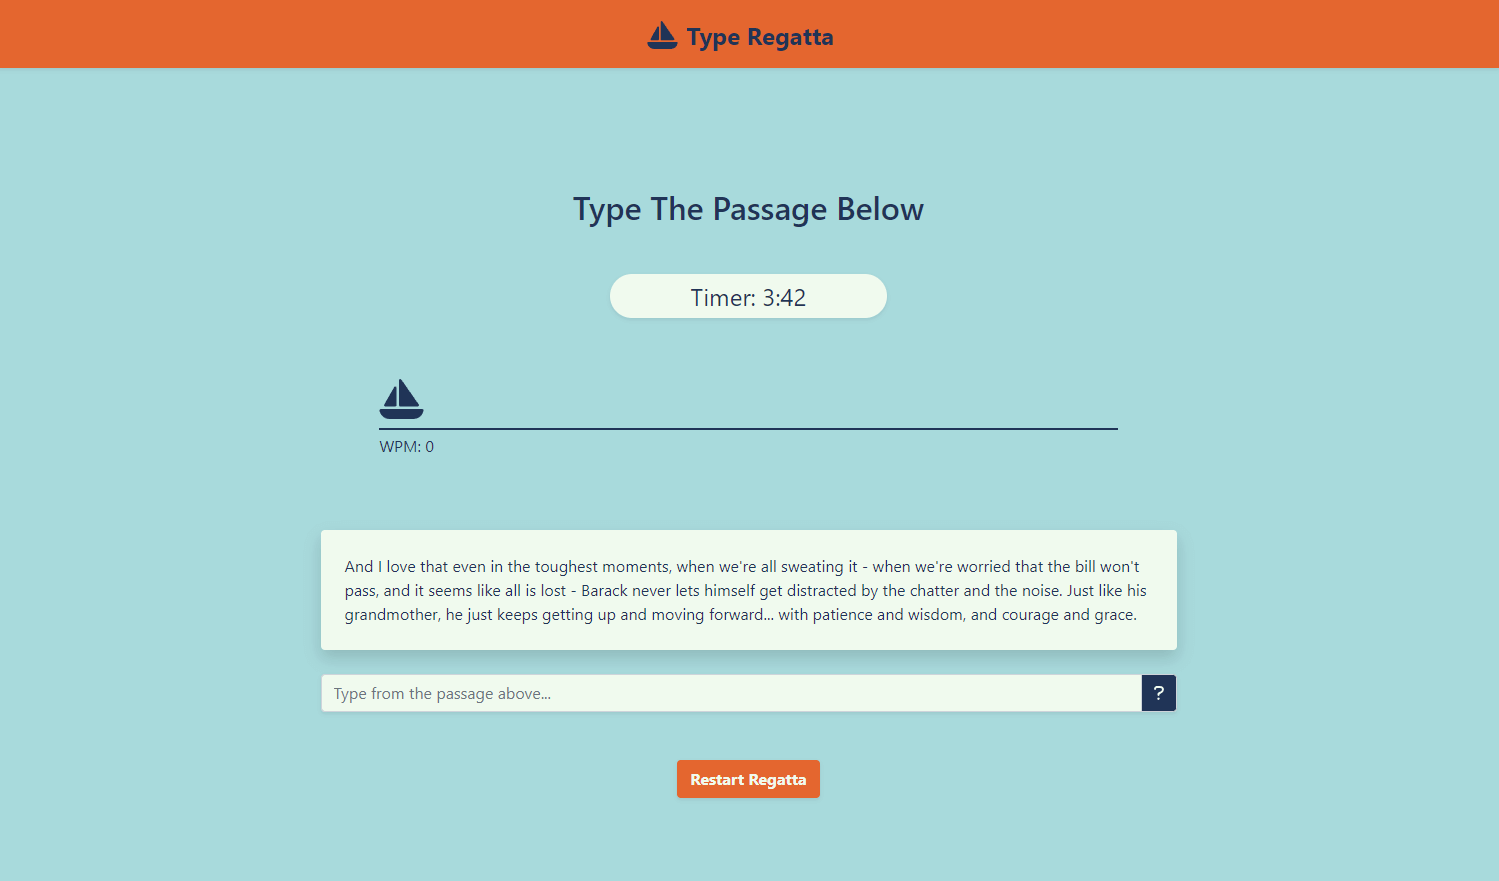 Type Regatta
Type The Passage Below
Timer: 3:42
WPM: 0
And I love that even in the toughest moments, when we're all sweating it - when we're worried that the bill won't
pass, and it seems like all is lost - Barack never lets himself get distracted by the chatter and the noise. Just like his
grandmother, he just keeps getting up and moving forward... with patience and wisdom, and courage and grace.
Type from the passage above...
?
Restart Regatta